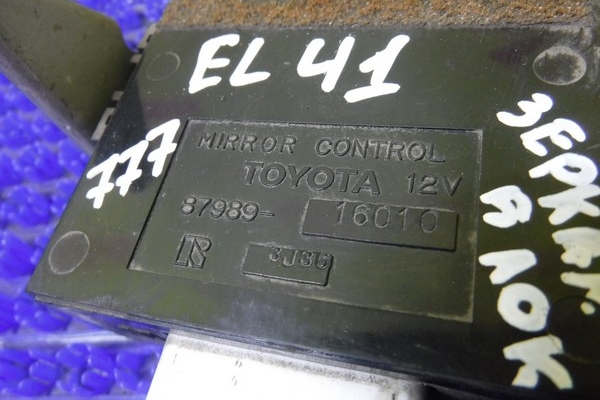 EL 41
777
MIRROR CONTROL
TOYOTA 12V
87989-16010
3J36
ЗЕРКАЛ.
БЛОК